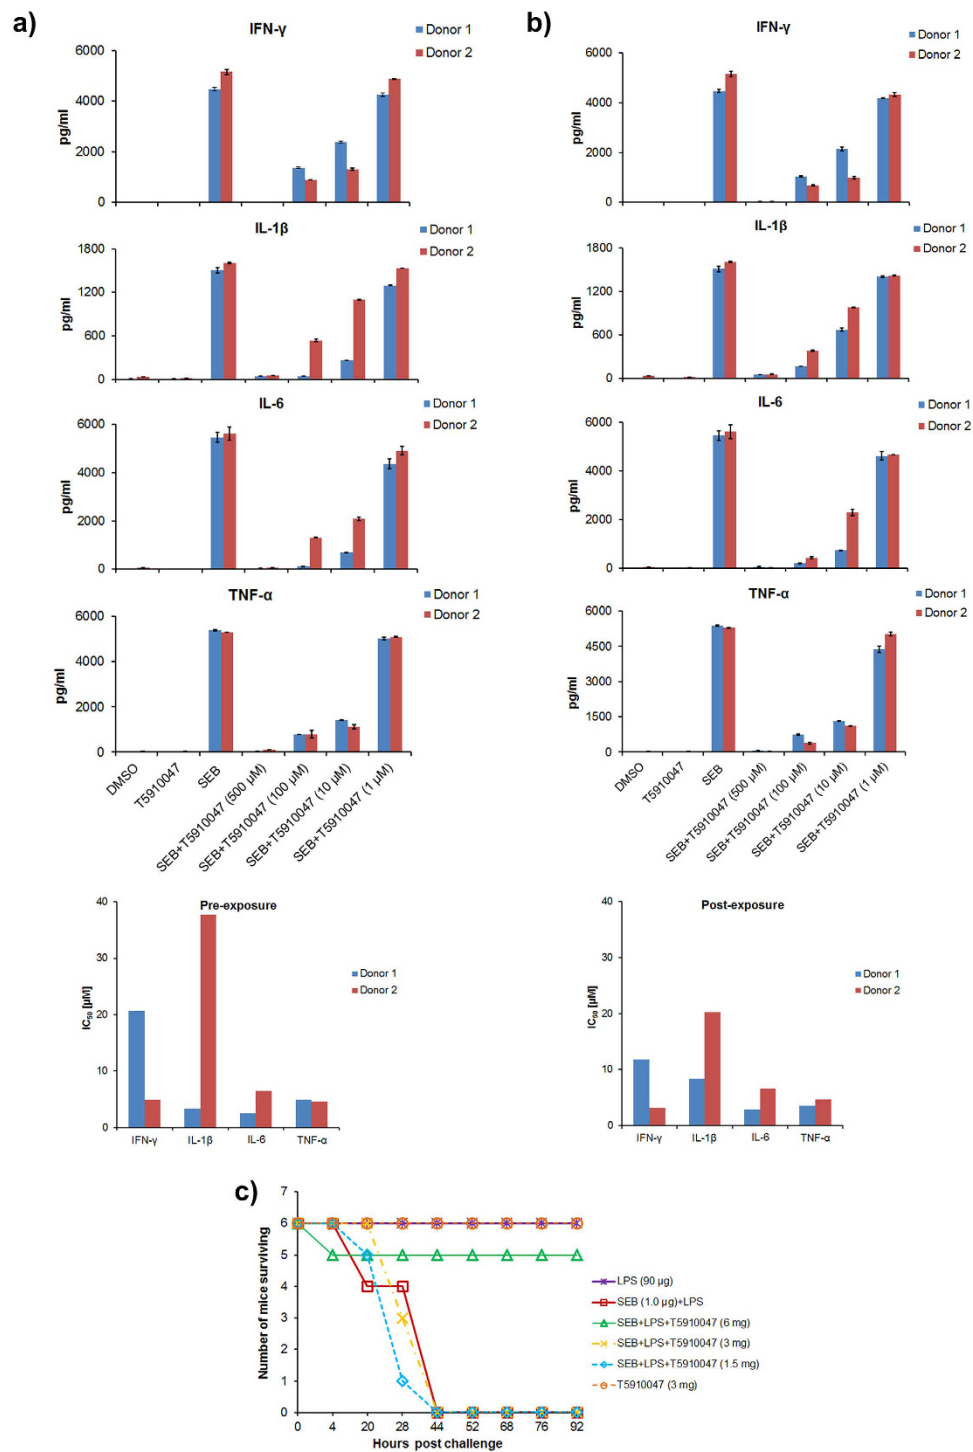 a)
IFN-γ
Donor 1
Donor 2
pg/ml
6000
4000
2000
0
IL-1β
Donor 1
Donor 2
pg/ml
1800
1200
600
0
IL-6
Donor 1
Donor 2
pg/ml
6000
4000
2000
0
TNF-α
Donor 1
Donor 2
pg/ml
6000
4000
2000
0
DMSO
T5910047
SEB
SEB+T5910047 (500 µM)
SEB+T5910047 (100 µM)
SEB+T5910047 (10 µM)
SEB+T5910047 (1 µM)
Pre-exposure
IC₅₀ [µM]
40
30
20
10
0
IFN-γ
IL-1β
IL-6
TNF-α
Donor 1
Donor 2
b)
IFN-γ
Donor 1
Donor 2
pg/ml
6000
4000
2000
0
IL-1β
Donor 1
Donor 2
pg/ml
1800
1200
600
0
IL-6
Donor 1
Donor 2
pg/ml
6000
4000
2000
0
TNF-α
Donor 1
Donor 2
pg/ml
6000
4500
3000
1500
0
DMSO
T5910047
SEB
SEB+T5910047 (500 µM)
SEB+T5910047 (100 µM)
SEB+T5910047 (10 µM)
SEB+T5910047 (1 µM)
Post-exposure
IC₅₀ [µM]
40
30
20
10
0
IFN-γ
IL-1β
IL-6
TNF-α
Donor 1
Donor 2
c)
Number of mice surviving
7
6
5
4
3
2
1
0
0 4 20 28 44 52 68 76 92
Hours post challenge
LPS (90 µg)
SEB (1.0 µg)+LPS
SEB+LPS+T5910047 (6 mg)
SEB+LPS+T5910047 (3 mg)
SEB+LPS+T5910047 (1.5 mg)
T5910047 (3 mg)